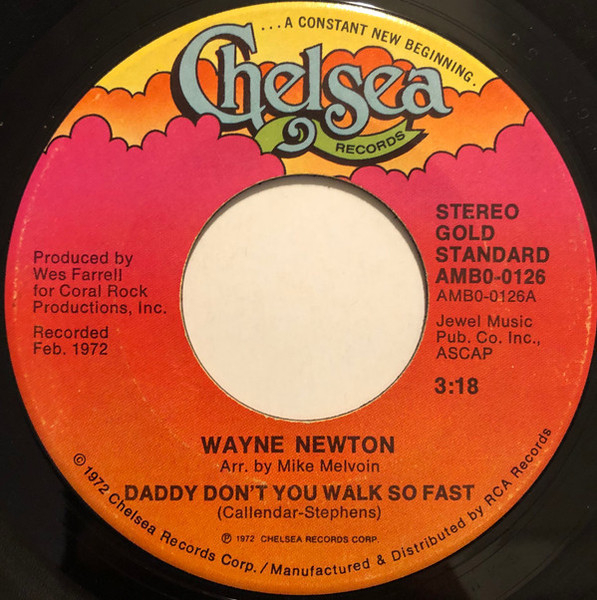 ...A CONSTANT NEW BEGINNING.
Chelsea
RECORDS
Produced by
Wes Farrell
for Coral Rock
Productions, Inc.
Recorded
Feb. 1972
STEREO
GOLD
STANDARD
AMBO-0126
AMBO-0126A
Jewel Music
Pub. Co. Inc.,
ASCAP
3:18
WAYNE NEWTON
Arr. by Mike Melvoin
DADDY DON'T YOU WALK SO FAST
(Callendar-Stephens)
℗ 1972 CHELSEA RECORDS CORP.
© 1972 Chelsea Records Corp. / Manufactured & Distributed by RCA Records